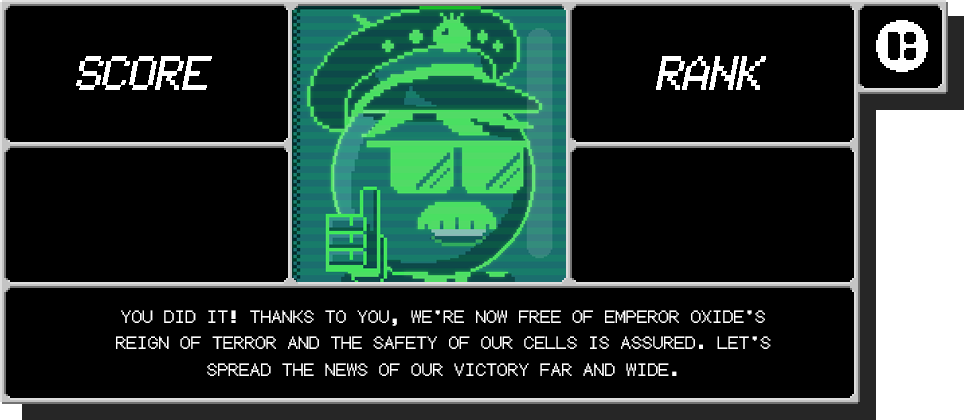 SCORE
RANK
YOU DID IT! THANKS TO YOU, WE'RE NOW FREE OF EMPEROR OXIDE'S
REIGN OF TERROR AND THE SAFETY OF OUR CELLS IS ASSURED. LET'S
SPREAD THE NEWS OF OUR VICTORY FAR AND WIDE.